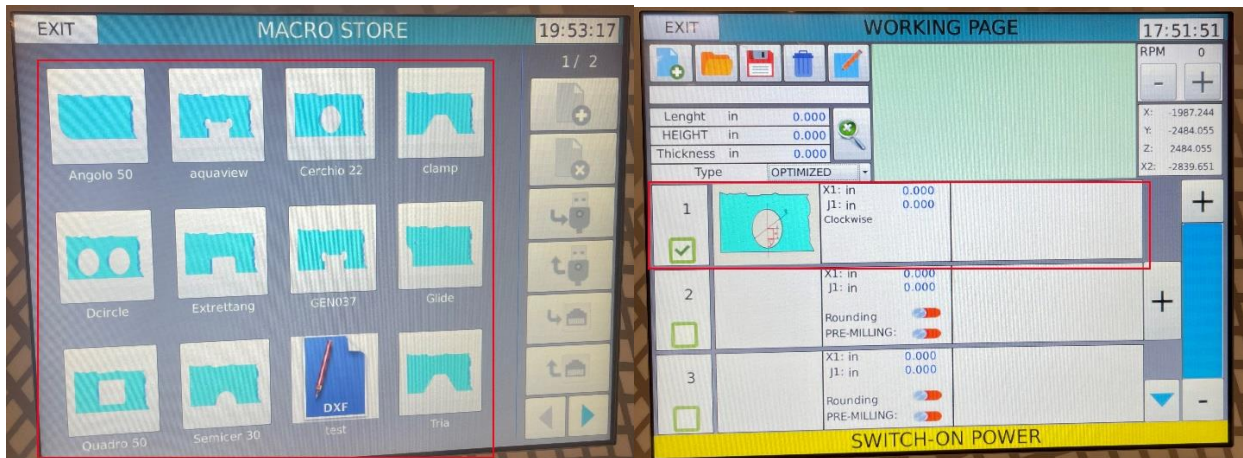 EXIT MACRO STORE 19:53:17
1/ 2
Angolo 50 aquaview Cerchio 22 clamp
Dcircle Extrettang GEN037 Glide
DXF
Quadro 50 Semicer 30 test Tria
EXIT WORKING PAGE 17:51:51
RPM 0
- +
Lenght in 0.000
HEIGHT in 0.000
Thickness in 0.000
Type OPTIMIZED
X: -1987.244
Y: -2484.055
Z: 2484.055
X2: -2839.651
1
X1: in 0.000
J1: in 0.000
Clockwise
+
2
X1: in 0.000
J1: in 0.000
Rounding
PRE-MILLING:
+
3
X1: in 0.000
J1: in 0.000
Rounding
PRE-MILLING:
-
SWITCH-ON POWER